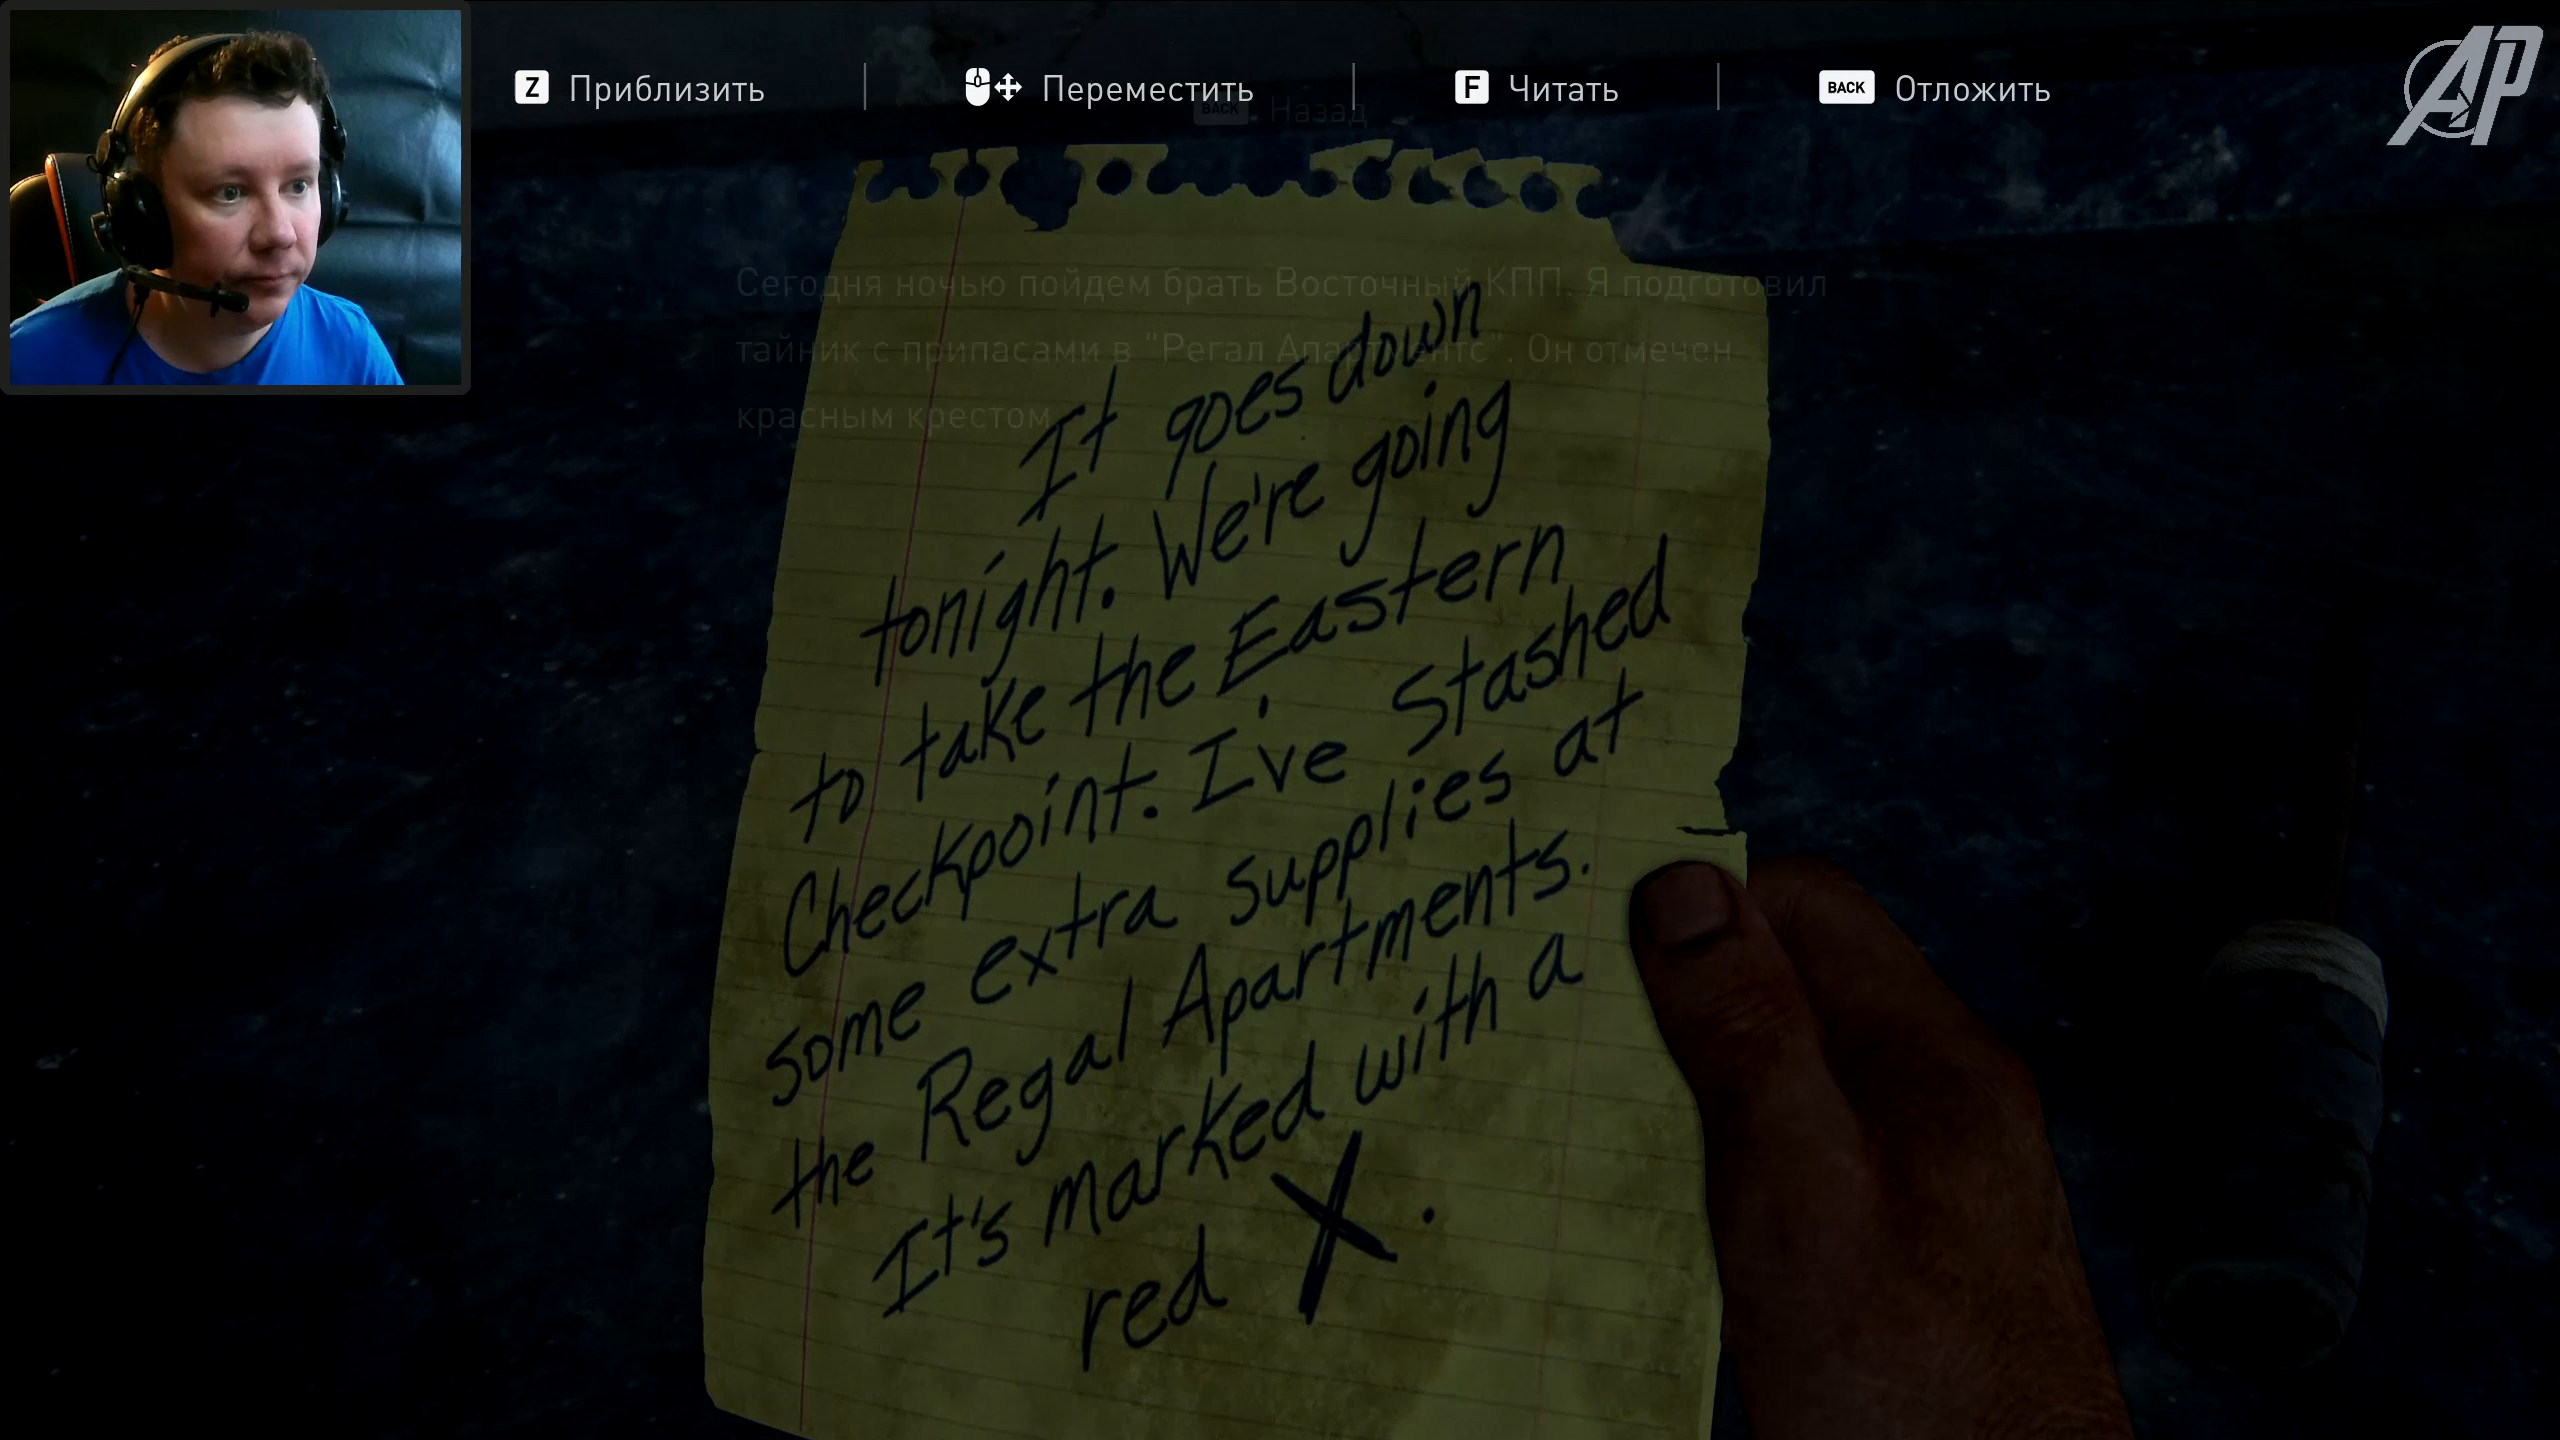 Z Приблизить
Переместить
F Читать
BACK Отложить
AP
BACK Назад
Сегодня ночью пойдем брать Восточный КПП. Я подготовил
тайник с припасами в "Регал Апартментс". Он отмечен
красным крестом.
It goes down
tonight. We're going
to take the Eastern
Checkpoint. I've Stashed
some extra supplies at
the Regal Apartments.
It's marked with a
red X.